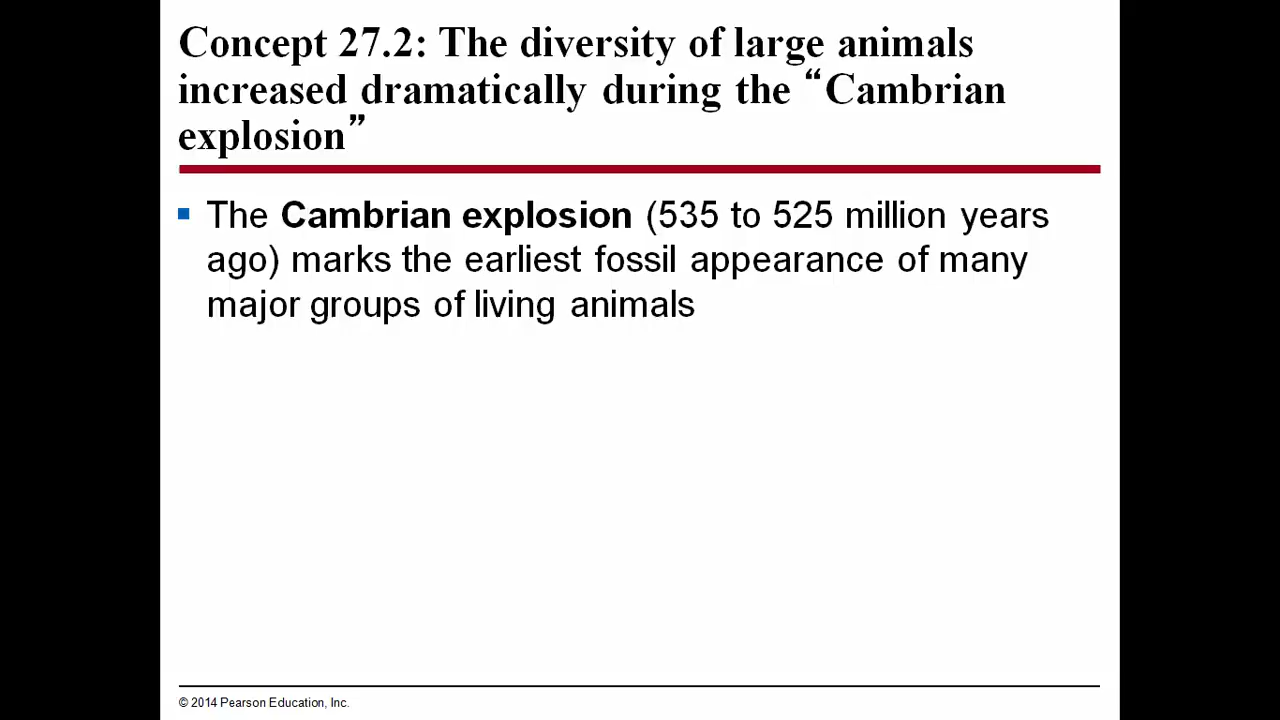 Concept 27.2: The diversity of large animals
increased dramatically during the “Cambrian
explosion”
▪ The Cambrian explosion (535 to 525 million years
ago) marks the earliest fossil appearance of many
major groups of living animals
© 2014 Pearson Education, Inc.